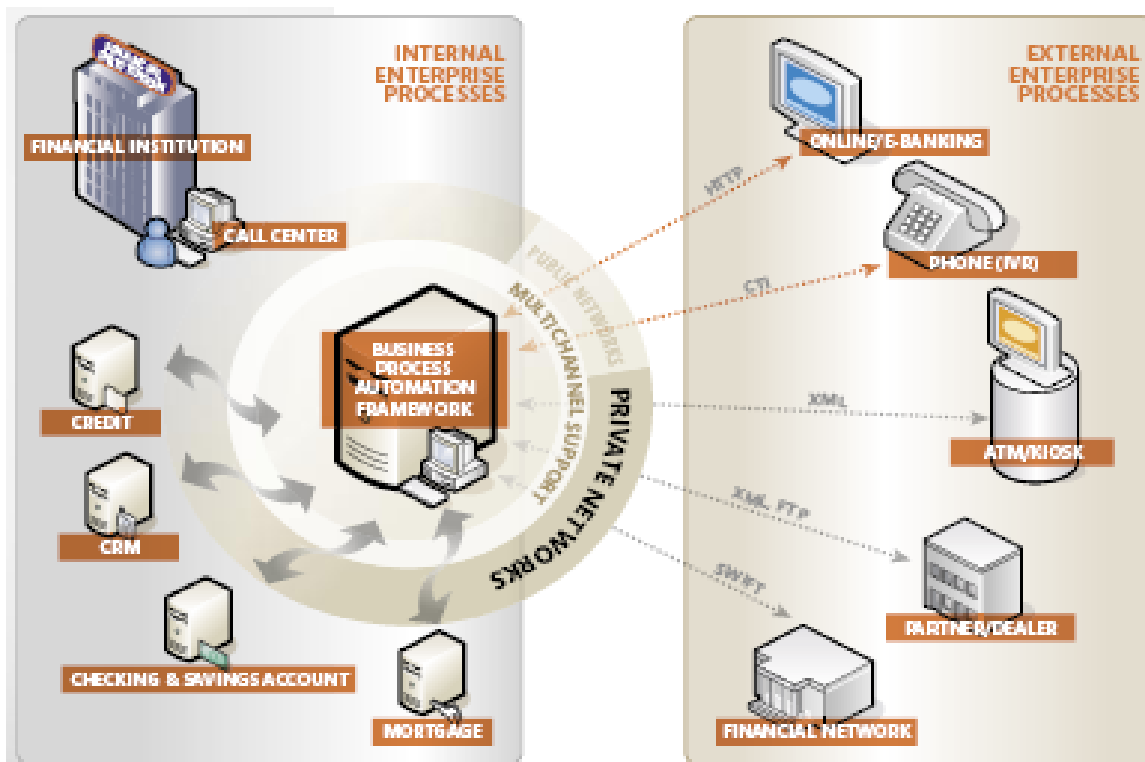 INTERNAL
ENTERPRISE
PROCESSES
FINANCIAL INSTITUTION
CALL CENTER
CREDIT
CRM
CHECKING & SAVINGS ACCOUNT
MORTGAGE
BUSINESS
PROCESS
AUTOMATION
FRAMEWORK
PUBLIC NETWORKS
MULTICHANNEL SUPPORT
PRIVATE NETWORKS
HTTP
CTI
XML
XML, FTP
SWIFT
EXTERNAL
ENTERPRISE
PROCESSES
ONLINE/E-BANKING
PHONE (IVR)
ATM/KIOSK
PARTNER/DEALER
FINANCIAL NETWORK